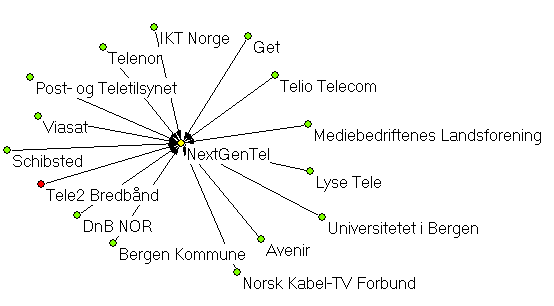 IKT Norge
Get
Telenor
Post- og Teletilsynet
Telio Telecom
Viasat
Mediebedriftenes Landsforening
NextGenTel
Schibsted
Lyse Tele
Tele2 Bredbånd
DnB NOR
Universitetet i Bergen
Bergen Kommune
Avenir
Norsk Kabel-TV Forbund